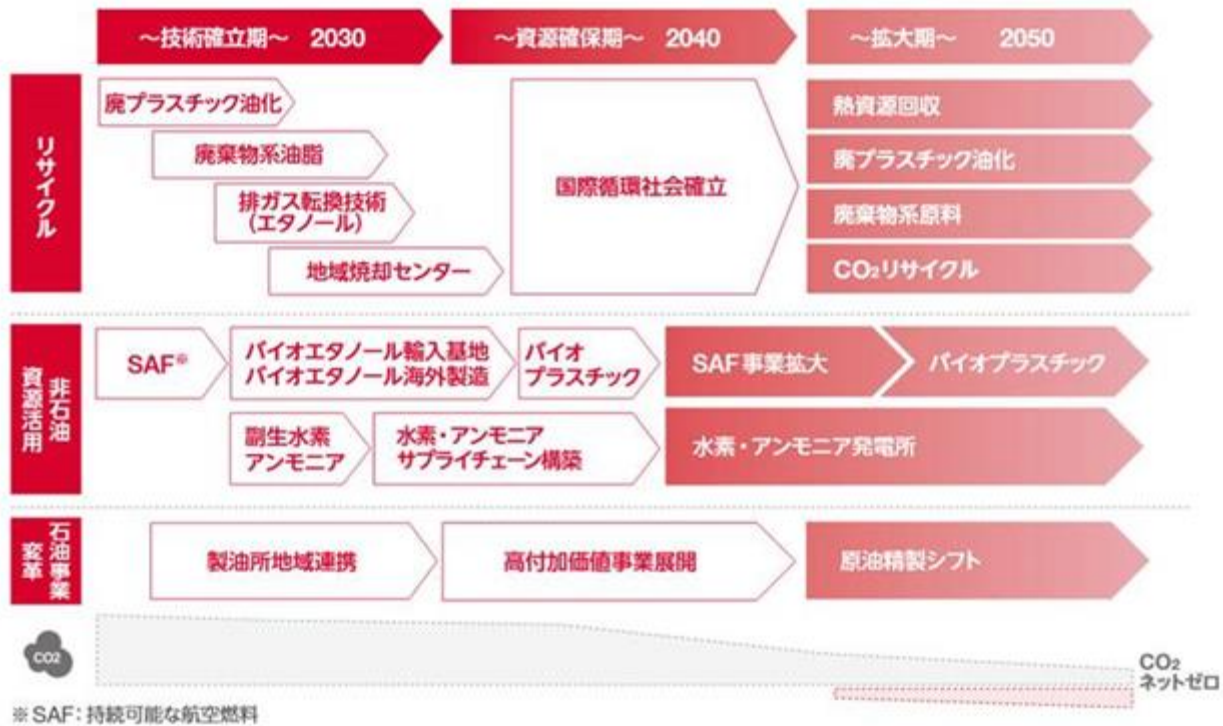 ～技術確立期～ 2030
～資源確保期～ 2040
～拡大期～ 2050
リサイクル
廃プラスチック油化
廃棄物系油脂
排ガス転換技術
(エタノール)
地域焼却センター
国際循環社会確立
熱資源回収
廃プラスチック油化
廃棄物系原料
CO₂リサイクル
非石油
資源活用
SAF※
バイオエタノール輸入基地
バイオエタノール海外製造
バイオ
プラスチック
SAF事業拡大
バイオプラスチック
副生水素
アンモニア
水素・アンモニア
サプライチェーン構築
水素・アンモニア発電所
石油事業
変革
製油所地域連携
高付加価値事業展開
原油精製シフト
CO2
CO₂
ネットゼロ
※SAF：持続可能な航空燃料